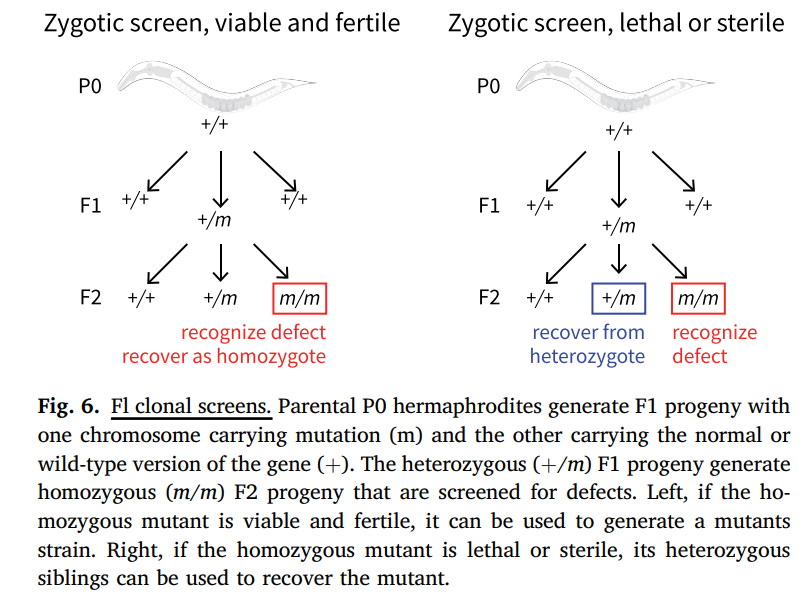 Zygotic screen, viable and fertile
P0
+/+
F1
+/+
+/m
+/+
F2
+/+
+/m
m/m
recognize defect
recover as homozygote
Zygotic screen, lethal or sterile
P0
+/+
F1
+/+
+/m
+/+
F2
+/+
+/m
m/m
recover from
heterozygote
recognize
defect
Fig. 6. Fl clonal screens. Parental P0 hermaphrodites generate F1 progeny with
one chromosome carrying mutation (m) and the other carrying the normal or
wild-type version of the gene (+). The heterozygous (+/m) F1 progeny generate
homozygous (m/m) F2 progeny that are screened for defects. Left, if the ho-
mozygous mutant is viable and fertile, it can be used to generate a mutants
strain. Right, if the homozygous mutant is lethal or sterile, its heterozygous
siblings can be used to recover the mutant.